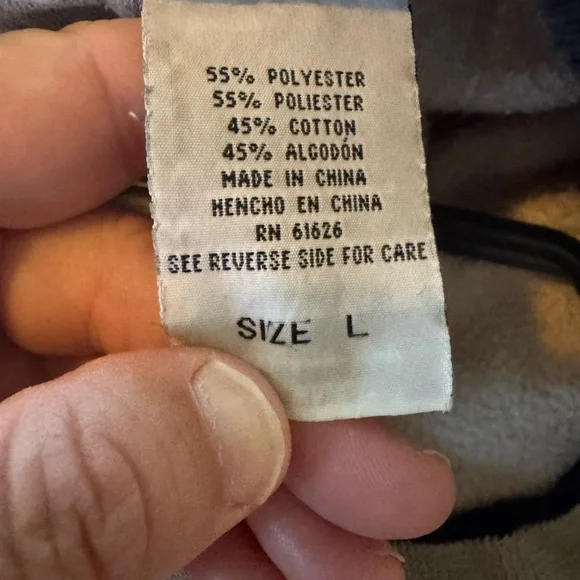 55% POLYESTER
55% POLIESTER
45% COTTON
45% ALGODÓN
MADE IN CHINA
HENCHO EN CHINA
RN 61626
SEE REVERSE SIDE FOR CARE
SIZE L